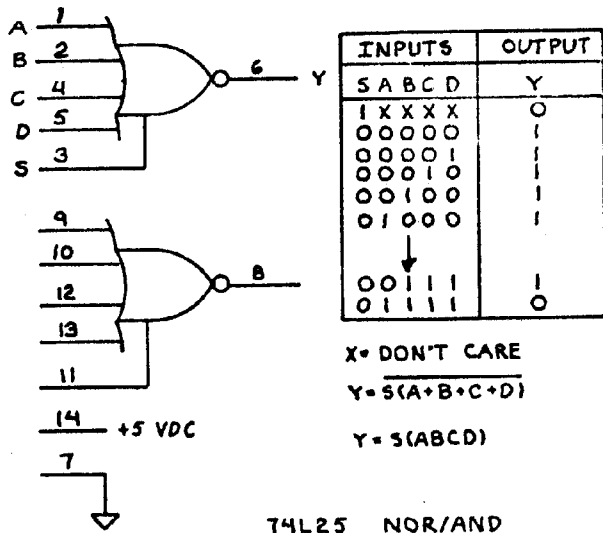 A 1
B 2
C 4
D 5
S 3
6 Y
9
10
12
13
11
8
14 +5 VDC
7
INPUTS OUTPUT
S A B C D Y
1 X X X X 0
0 0 0 0 0 1
0 0 0 0 1 1
0 0 0 1 0 1
0 0 1 0 0 1
0 1 0 0 0 1
0 0 1 1 1 1
0 1 1 1 1 0
X= DON'T CARE
Y= S(A+B+C+D)
Y= S(ABCD)
74L25 NOR/AND